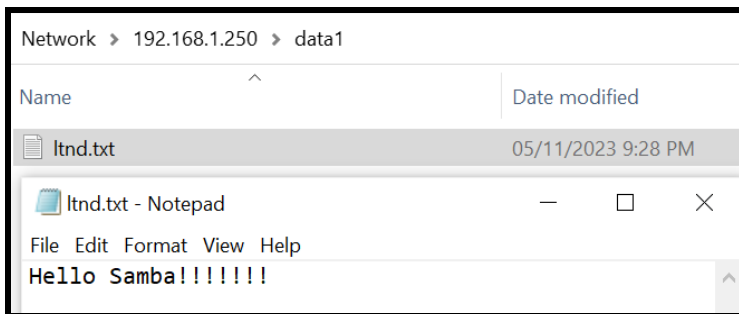 Network > 192.168.1.250 > data1
Name Date modified
ltnd.txt 05/11/2023 9:28 PM
ltnd.txt - Notepad
File Edit Format View Help
Hello Samba!!!!!!!